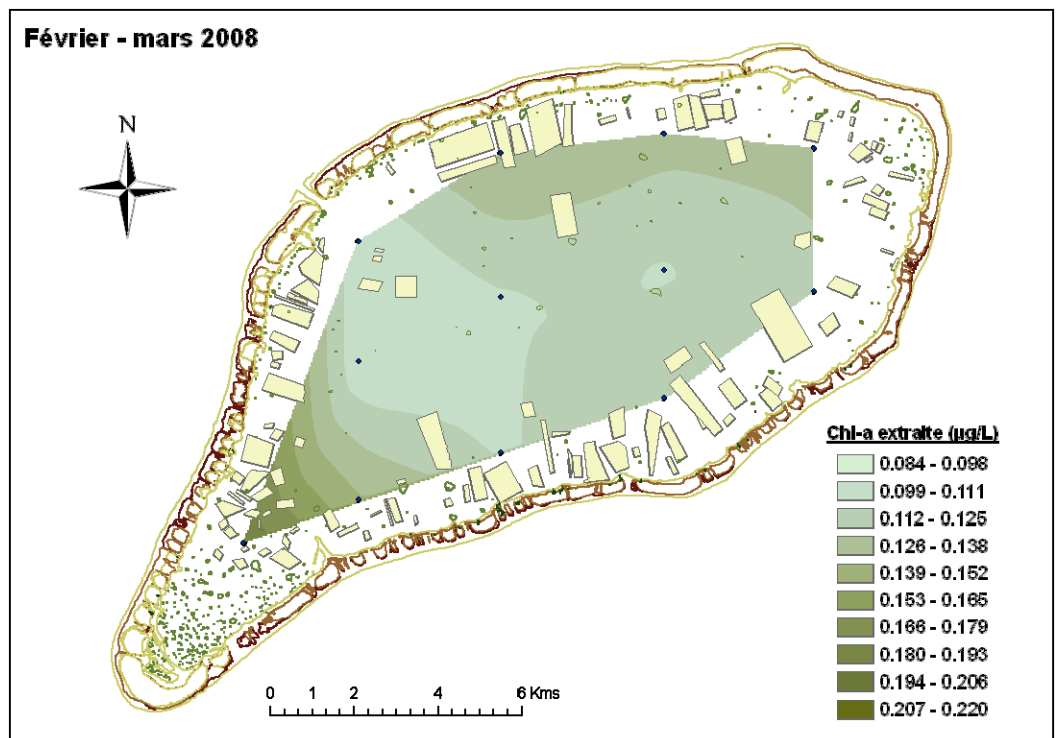 Février - mars 2008
N
Chl-a extraite (µg/L)
0.084 - 0.098
0.099 - 0.111
0.112 - 0.125
0.126 - 0.138
0.139 - 0.152
0.153 - 0.165
0.166 - 0.179
0.180 - 0.193
0.194 - 0.206
0.207 - 0.220
0 1 2 4 6 Kms